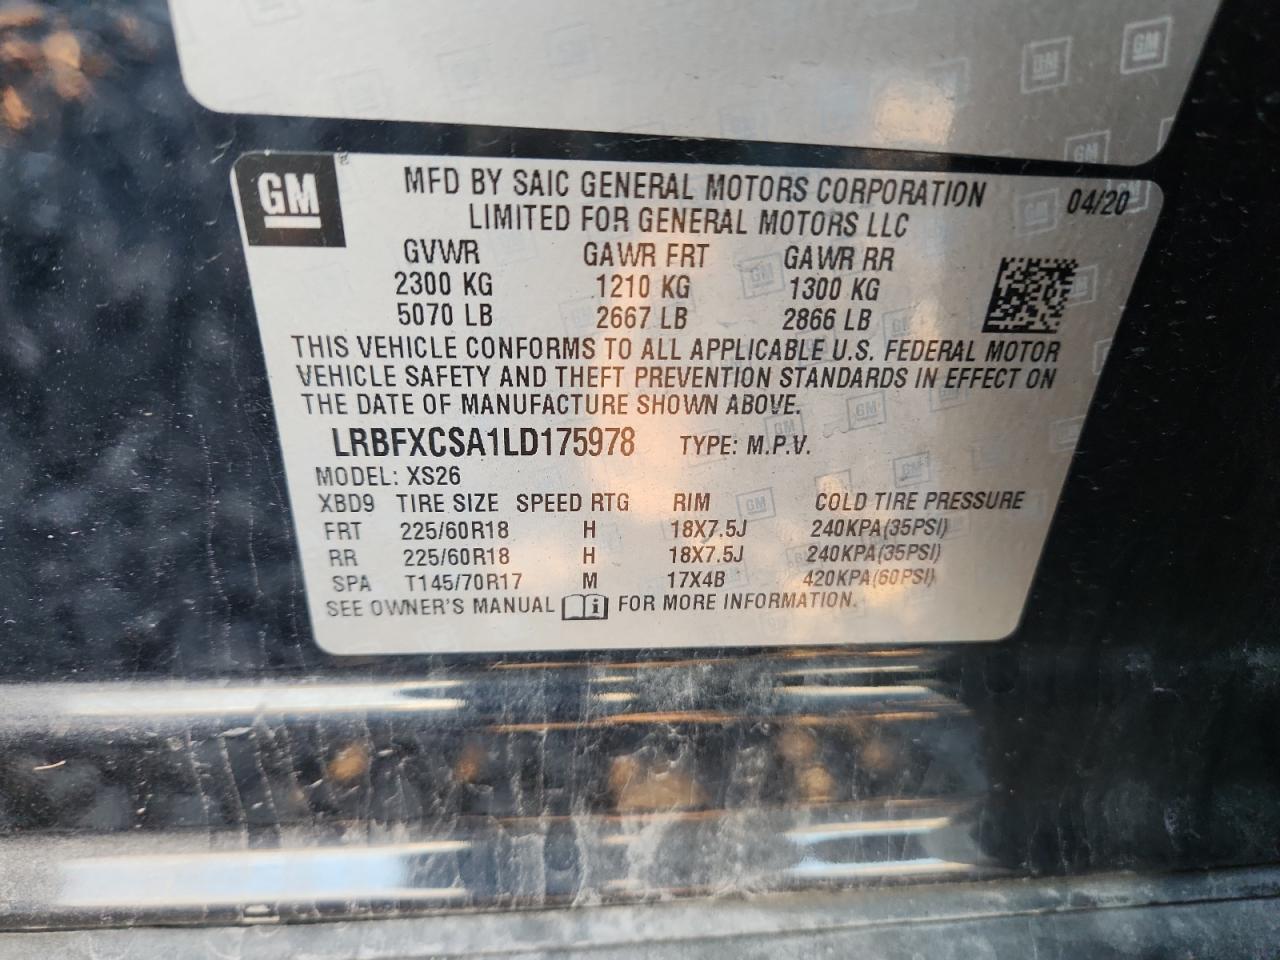 GM
MFD BY SAIC GENERAL MOTORS CORPORATION 04/20
LIMITED FOR GENERAL MOTORS LLC
GVWR GAWR FRT GAWR RR
2300 KG 1210 KG 1300 KG
5070 LB 2667 LB 2866 LB
THIS VEHICLE CONFORMS TO ALL APPLICABLE U.S. FEDERAL MOTOR
VEHICLE SAFETY AND THEFT PREVENTION STANDARDS IN EFFECT ON
THE DATE OF MANUFACTURE SHOWN ABOVE.
LRBFXCSA1LD175978 TYPE: M.P.V.
MODEL: XS26
XBD9 TIRE SIZE SPEED RTG RIM COLD TIRE PRESSURE
FRT 225/60R18 H 18X7.5J 240KPA(35PSI)
RR 225/60R18 H 18X7.5J 240KPA(35PSI)
SPA T145/70R17 M 17X4B 420KPA(60PSI)
SEE OWNER'S MANUAL i FOR MORE INFORMATION.